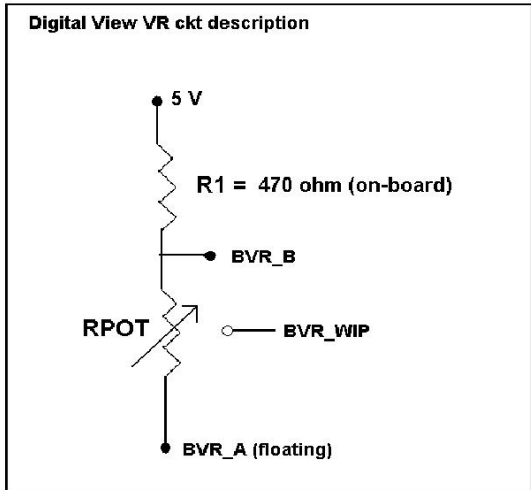 Digital View VR ckt description
5 V
R1 = 470 ohm (on-board)
BVR_B
RPOT
BVR_WIP
BVR_A (floating)